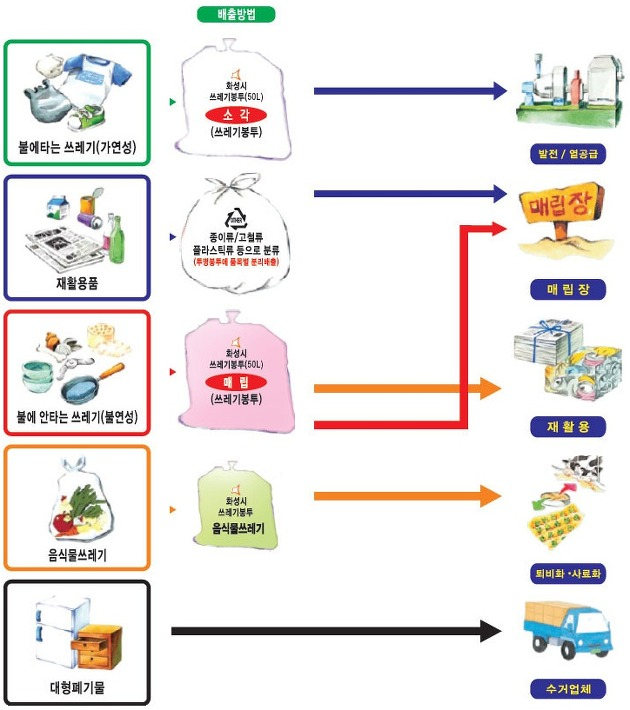 배출방법
불에타는 쓰레기(가연성)
화성시
쓰레기봉투(50L)
소 각
(쓰레기봉투)
발전 / 열공급
재활용품
OTHER
종이류/고철류
플라스틱류 등으로 분류
(투명봉투에 품목별 분리배출)
매립장
매 립 장
불에 안타는 쓰레기(불연성)
화성시
쓰레기봉투(50L)
매 립
(쓰레기봉투)
재 활 용
음식물쓰레기
화성시
쓰레기봉투
음식물쓰레기
퇴비화·사료화
대형폐기물
수거업체